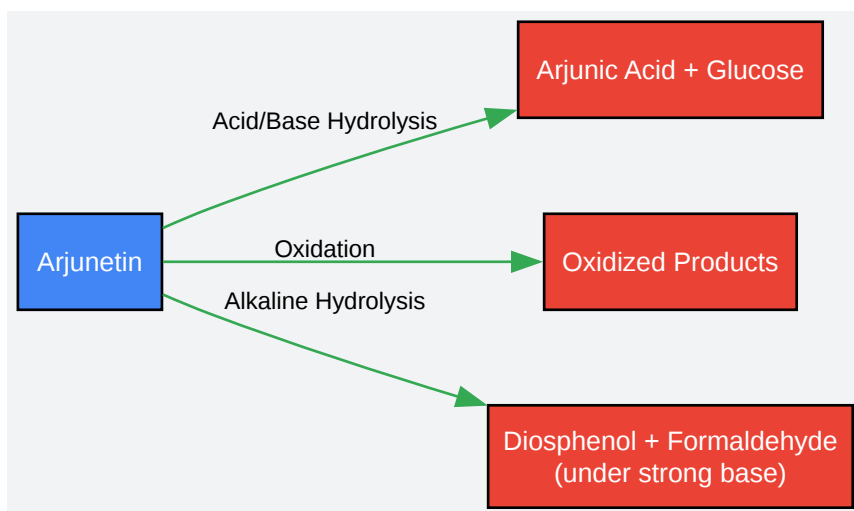 Arjunic Acid + Glucose
Acid/Base Hydrolysis
Arjunetin
Oxidation
Oxidized Products
Alkaline Hydrolysis
Diosphenol + Formaldehyde
(under strong base)